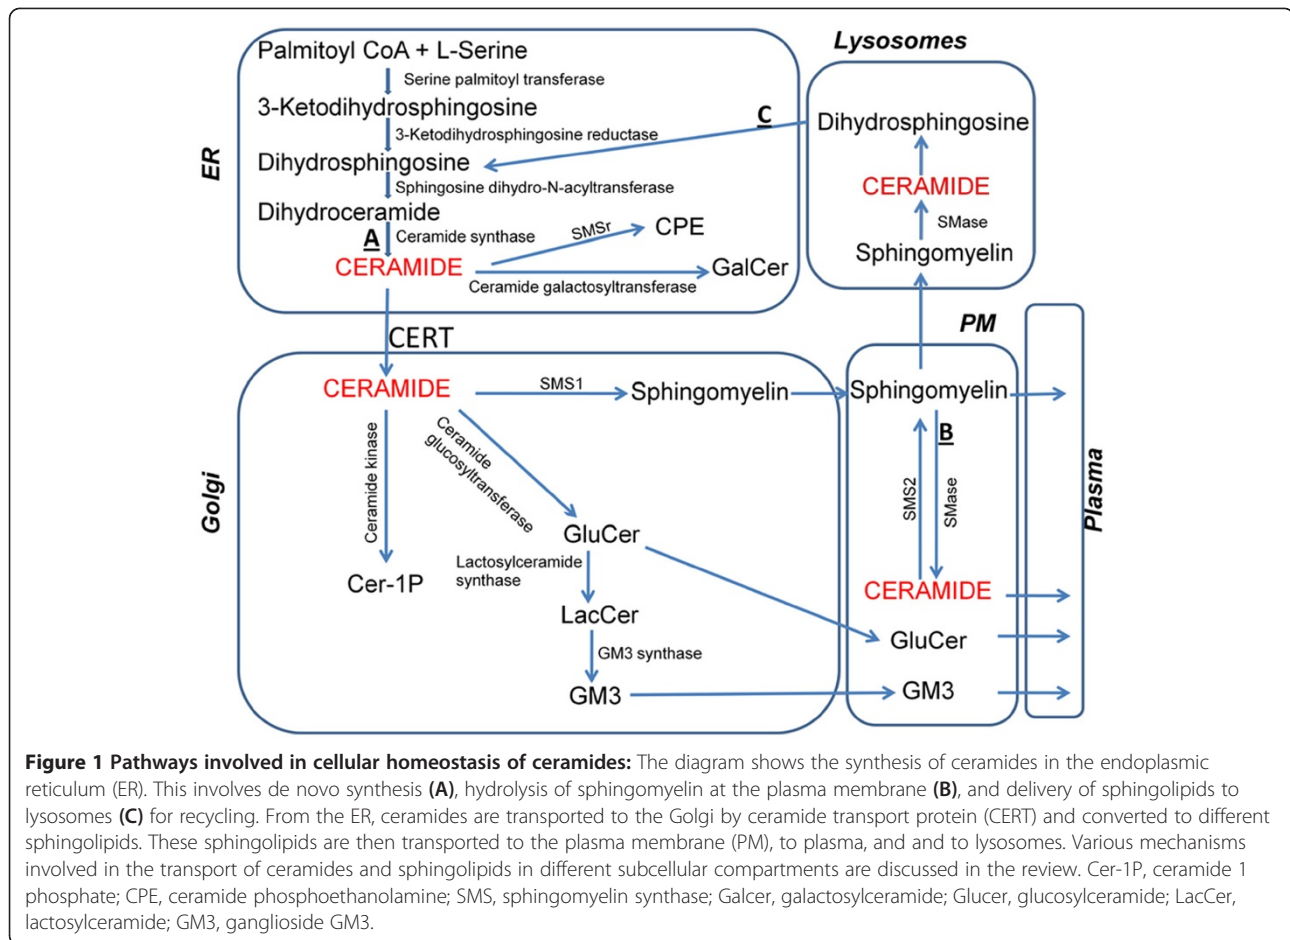 Palmitoyl CoA + L-Serine
Serine palmitoyl transferase
3-Ketodihydrosphingosine
3-Ketodihydrosphingosine reductase
Dihydrosphingosine
Sphingosine dihydro-N-acyltransferase
Dihydroceramide
A
Ceramide synthase
CERAMIDE
SMSr
CPE
Ceramide galactosyltransferase
GalCer
ER
C
Lysosomes
Dihydrosphingosine
CERAMIDE
SMase
Sphingomyelin
CERT
Golgi
CERAMIDE
SMS1
Sphingomyelin
Ceramide kinase
Cer-1P
Ceramide
glucosyltransferase
GluCer
Lactosylceramide
synthase
LacCer
GM3 synthase
GM3
PM
Sphingomyelin
B
SMS2
SMase
CERAMIDE
GluCer
GM3
Plasma
Figure 1 Pathways involved in cellular homeostasis of ceramides: The diagram shows the synthesis of ceramides in the endoplasmic
reticulum (ER). This involves de novo synthesis (A), hydrolysis of sphingomyelin at the plasma membrane (B), and delivery of sphingolipids to
lysosomes (C) for recycling. From the ER, ceramides are transported to the Golgi by ceramide transport protein (CERT) and converted to different
sphingolipids. These sphingolipids are then transported to the plasma membrane (PM), to plasma, and and to lysosomes. Various mechanisms
involved in the transport of ceramides and sphingolipids in different subcellular compartments are discussed in the review. Cer-1P, ceramide 1
phosphate; CPE, ceramide phosphoethanolamine; SMS, sphingomyelin synthase; Galcer, galactosylceramide; Glucer, glucosylceramide; LacCer,
lactosylceramide; GM3, ganglioside GM3.